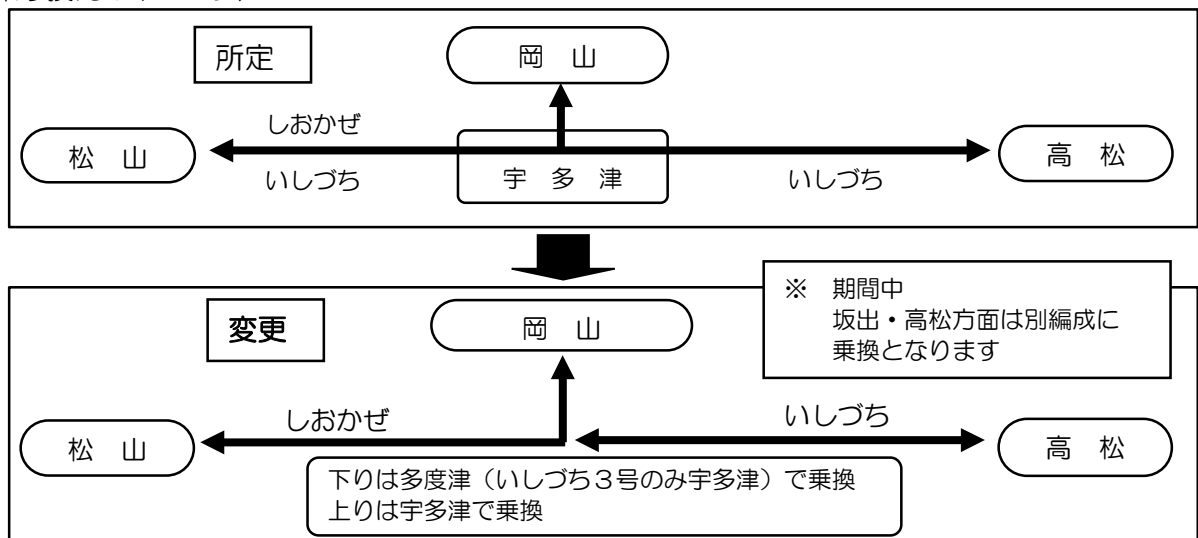 所定
岡 山
しおかぜ
松 山
宇 多 津
高 松
いしづち
いしづち
※ 期間中
坂出・高松方面は別編成に
乗換となります
変更
岡 山
しおかぜ
いしづち
松 山
高 松
下りは多度津（いしづち３号のみ宇多津）で乗換
上りは宇多津で乗換